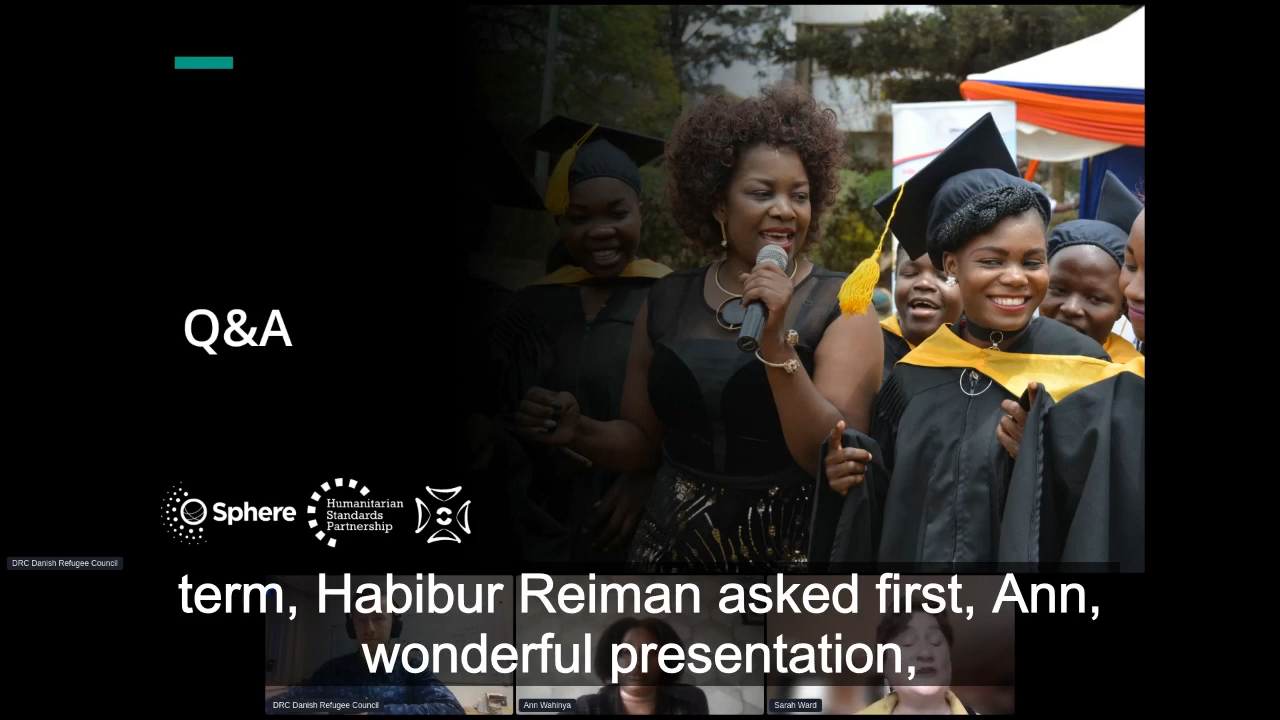 Q&A
Sphere
Humanitarian
Standards
Partnership
DRC Danish Refugee Council
term, Habibur Reiman asked first, Ann,
wonderful presentation,
DRC Danish Refugee Council
Ann Wahinya
Sarah Ward